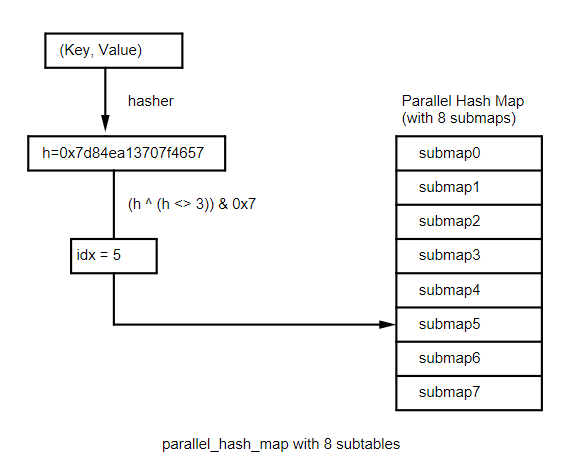 (Key, Value)
hasher
h=0x7d84ea13707f4657
(h ^ (h <> 3)) & 0x7
idx = 5
Parallel Hash Map
(with 8 submaps)
submap0
submap1
submap2
submap3
submap4
submap5
submap6
submap7
parallel_hash_map with 8 subtables